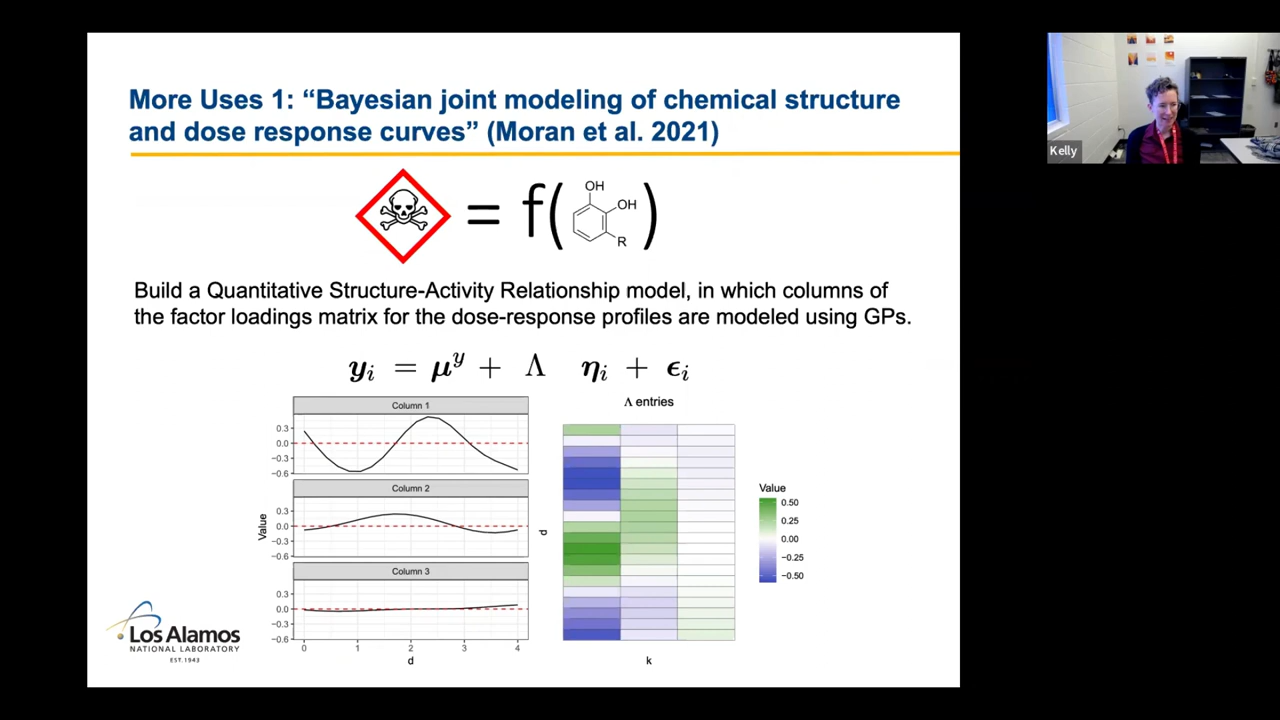 More Uses 1: “Bayesian joint modeling of chemical structure
and dose response curves” (Moran et al. 2021)
Kelly
= f( )
OH
OH
R
Build a Quantitative Structure-Activity Relationship model, in which columns of
the factor loadings matrix for the dose-response profiles are modeled using GPs.
yᵢ = μʸ + Λ ηᵢ + ϵᵢ
Column 1
0.3
0.0
−0.3
−0.6
Column 2
0.3
0.0
−0.3
−0.6
Column 3
0.3
0.0
−0.3
−0.6
Value
0 1 2 3 4
d
Λ entries
d
k
Value
0.50
0.25
0.00
−0.25
−0.50
Los Alamos
NATIONAL LABORATORY
EST. 1943